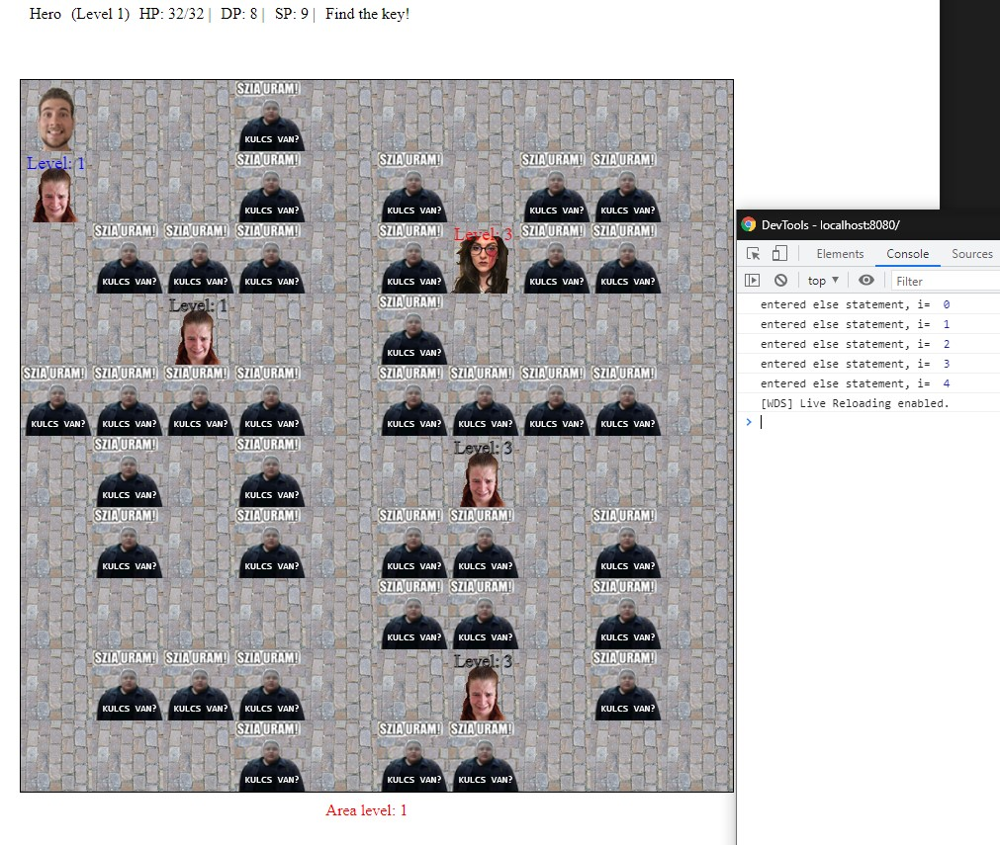 Hero (Level 1) HP: 32/32 | DP: 8 | SP: 9 | Find the key!
SZIA URAM!
KULCS VAN?
Level: 1 SZIA URAM! SZIA URAM! SZIA URAM! SZIA URAM!
KULCS VAN? KULCS VAN? KULCS VAN? KULCS VAN?
SZIA URAM! SZIA URAM! SZIA URAM! SZIA URAM! Level: 3 SZIA URAM! SZIA URAM!
KULCS VAN? KULCS VAN? KULCS VAN? KULCS VAN? KULCS VAN? KULCS VAN?
Level: 1 SZIA URAM!
KULCS VAN?
SZIA URAM! SZIA URAM! SZIA URAM! SZIA URAM! SZIA URAM! SZIA URAM! SZIA URAM! SZIA URAM!
KULCS VAN? KULCS VAN? KULCS VAN? KULCS VAN? KULCS VAN? KULCS VAN? KULCS VAN? KULCS VAN?
SZIA URAM! SZIA URAM! Level: 3
KULCS VAN? KULCS VAN?
SZIA URAM! SZIA URAM! SZIA URAM! SZIA URAM! SZIA URAM!
KULCS VAN? KULCS VAN? KULCS VAN? KULCS VAN? KULCS VAN?
SZIA URAM! SZIA URAM! SZIA URAM!
KULCS VAN? KULCS VAN? KULCS VAN?
SZIA URAM! SZIA URAM! SZIA URAM! Level: 3 SZIA URAM!
KULCS VAN? KULCS VAN? KULCS VAN? KULCS VAN?
SZIA URAM! SZIA URAM! SZIA URAM!
KULCS VAN? KULCS VAN? KULCS VAN?
Area level: 1
DevTools - localhost:8080/
Elements Console Sources
top ▼ Filter
entered else statement, i= 0
entered else statement, i= 1
entered else statement, i= 2
entered else statement, i= 3
entered else statement, i= 4
[WDS] Live Reloading enabled.
>